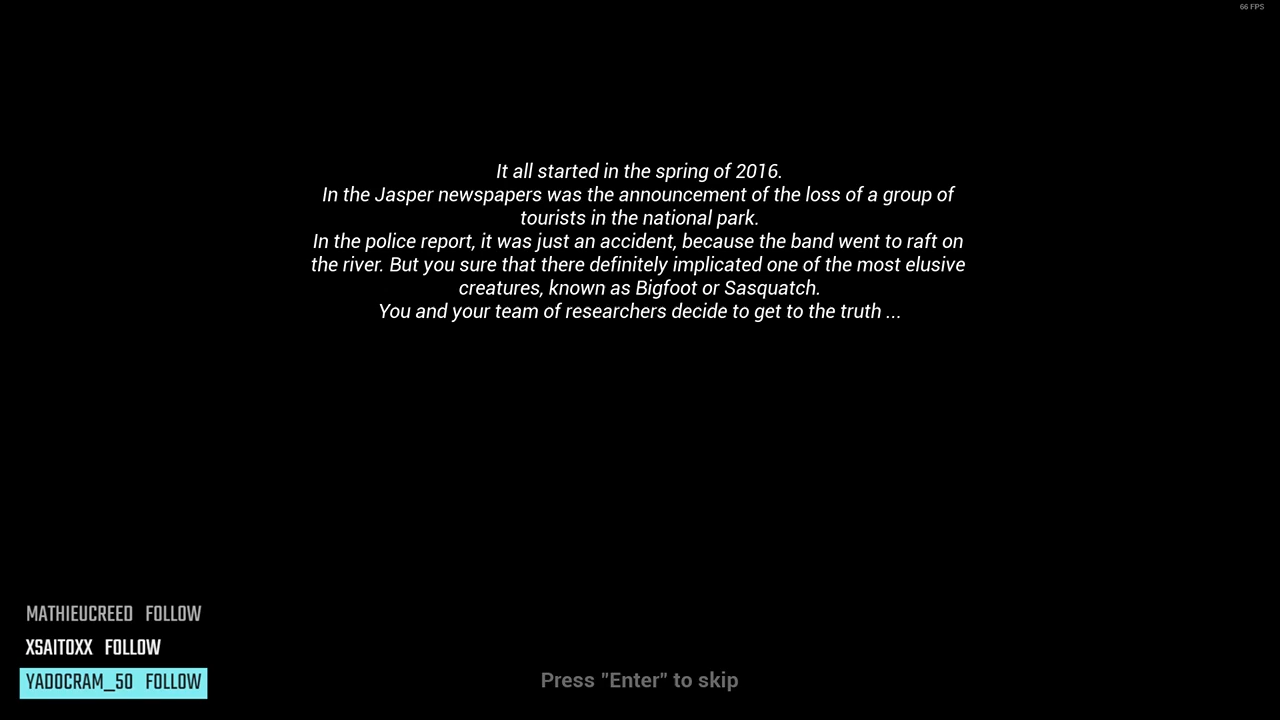 66 FPS
It all started in the spring of 2016.
In the Jasper newspapers was the announcement of the loss of a group of
tourists in the national park.
In the police report, it was just an accident, because the band went to raft on
the river. But you sure that there definitely implicated one of the most elusive
creatures, known as Bigfoot or Sasquatch.
You and your team of researchers decide to get to the truth ...
MATHIEUCREED FOLLOW
XSAITOXX FOLLOW
YADOCRAM_50 FOLLOW
Press "Enter" to skip